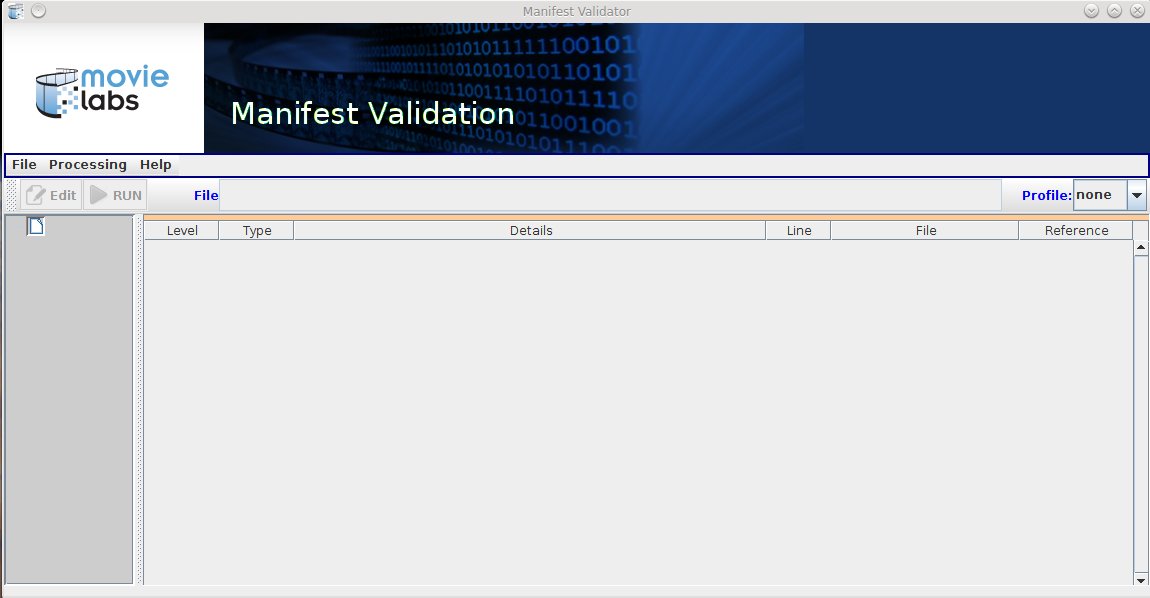 Manifest Validator
movie
labs
Manifest Validation
File Processing Help
Edit RUN File Profile: none
Level Type Details Line File Reference